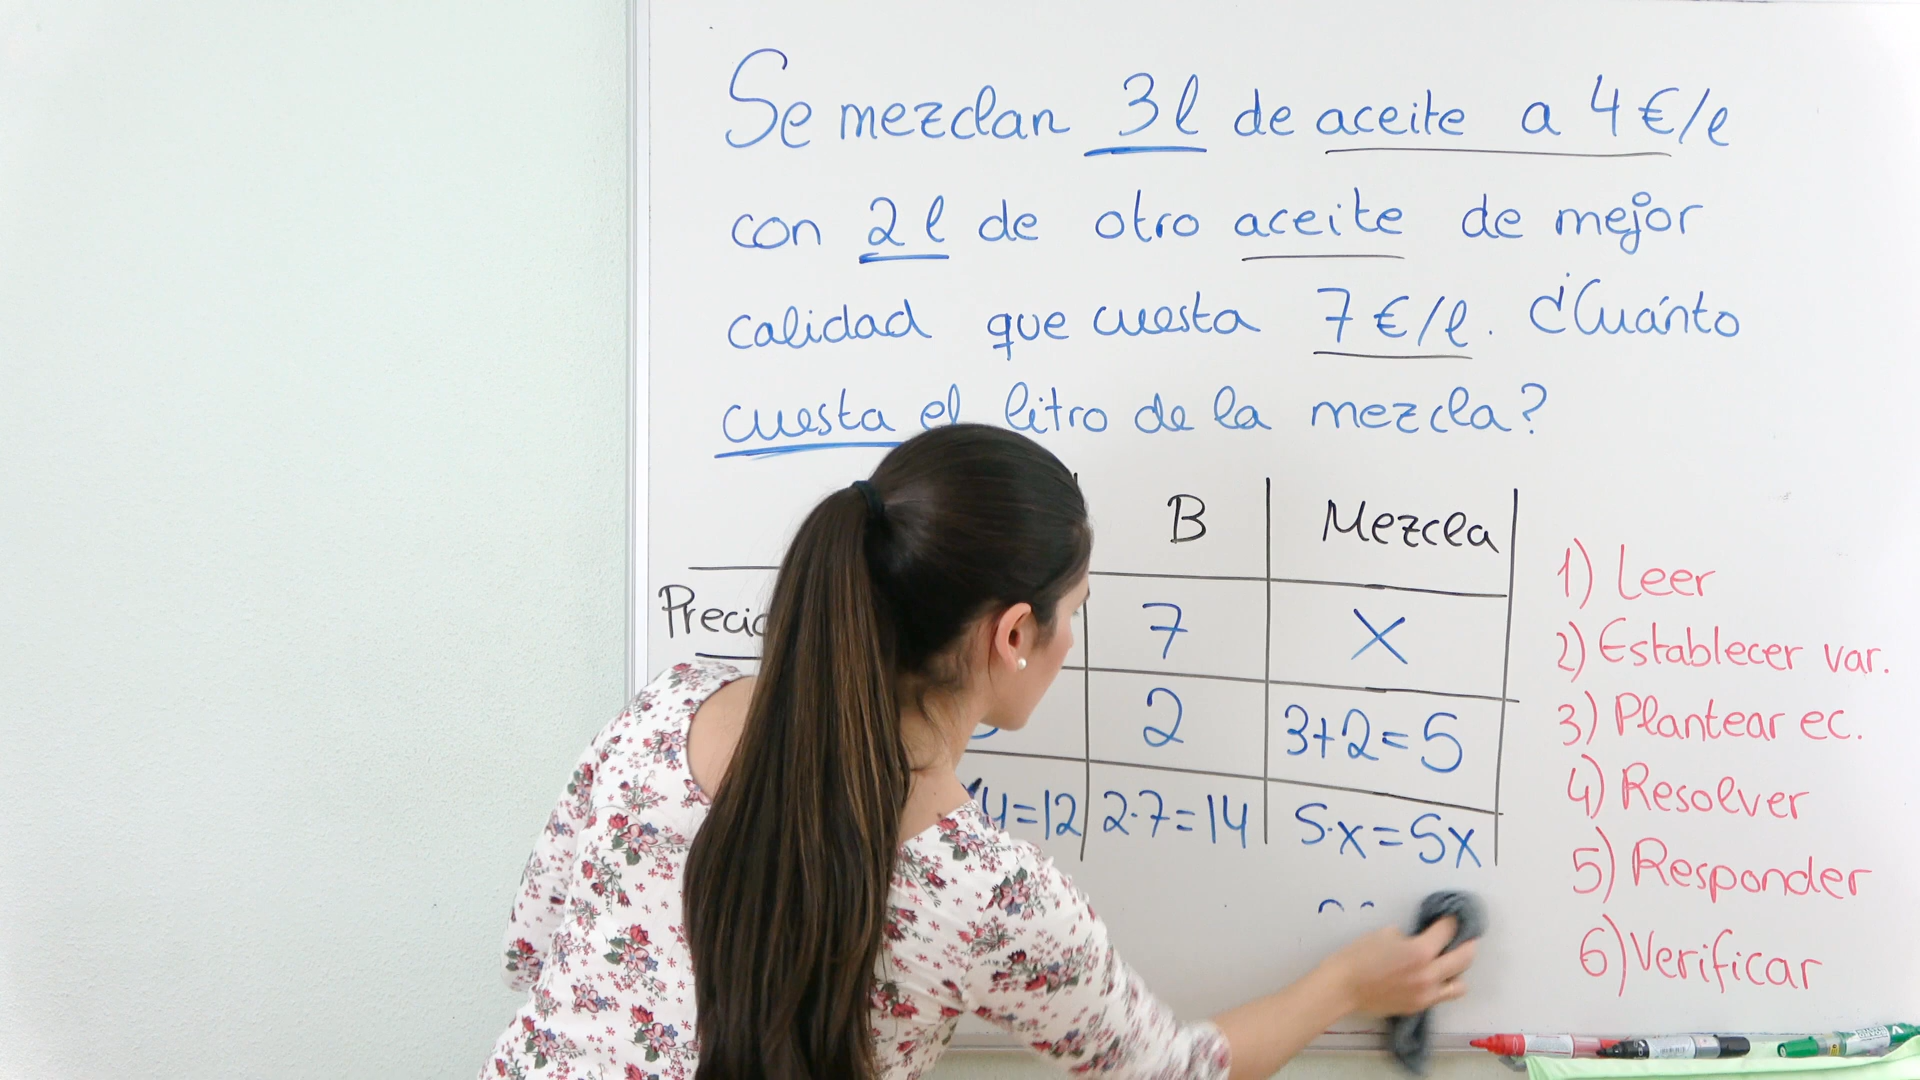 Se mezclan 3l de aceite a 4€/l
con 2l de otro aceite de mejor
calidad que cuesta 7€/l. ¿Cuánto
cuesta el litro de la mezcla?
B Mezcla
Precio 7 X
2 3+2=5
4=12 2·7=14 5·x=5x
1) Leer
2) Establecer var.
3) Plantear ec.
4) Resolver
5) Responder
6) Verificar